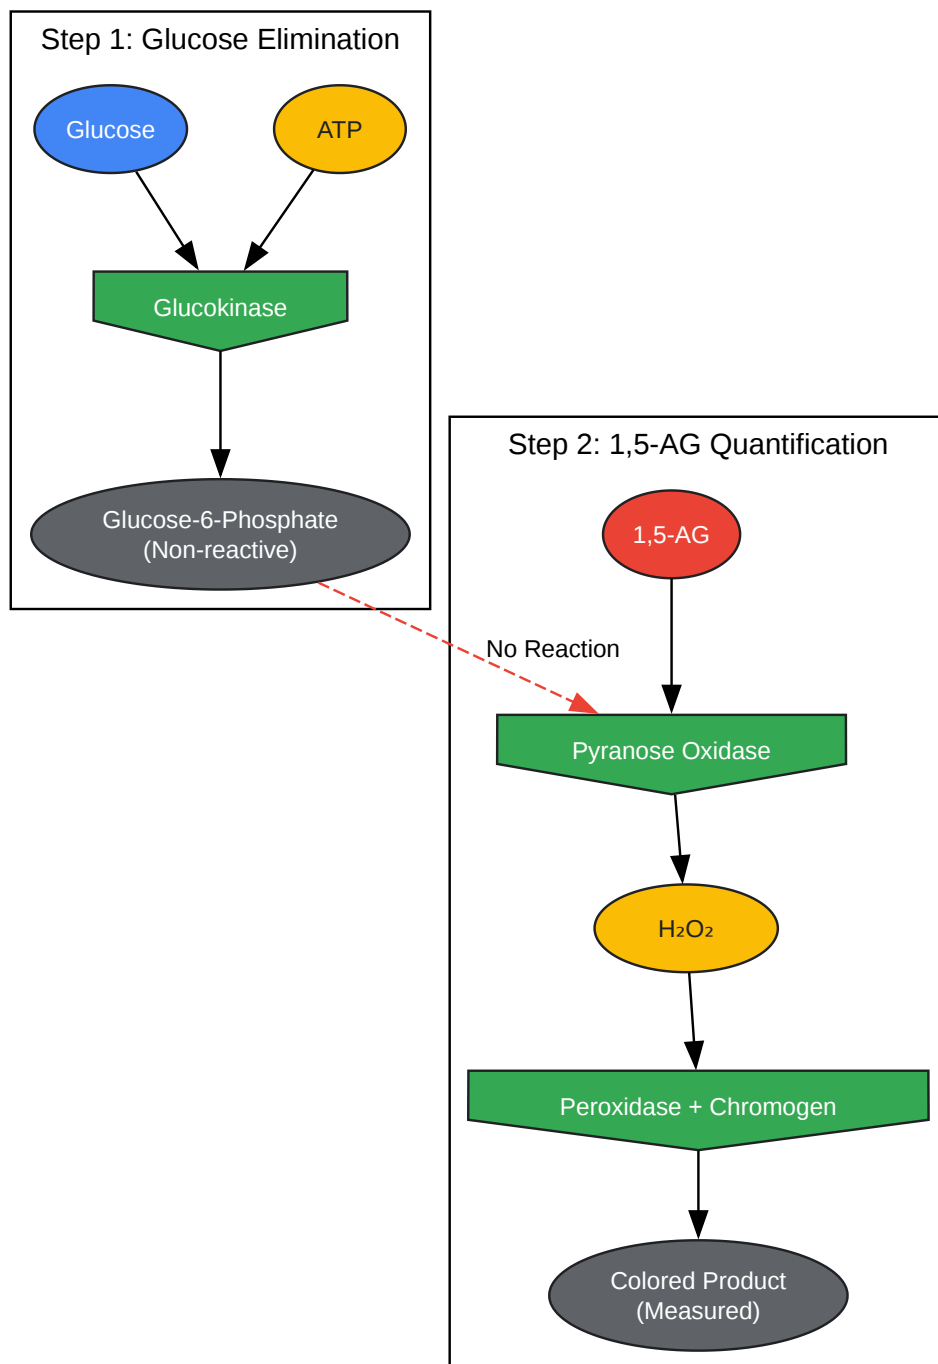 Step 1: Glucose Elimination
Glucose
ATP
Glucokinase
Glucose-6-Phosphate
(Non-reactive)
Step 2: 1,5-AG Quantification
1,5-AG
No Reaction
Pyranose Oxidase
H₂O₂
Peroxidase + Chromogen
Colored Product
(Measured)